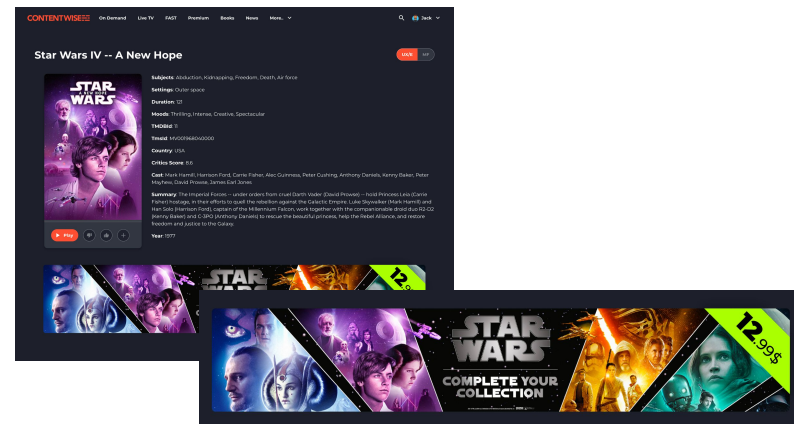 CONTENTWISE
On Demand
Live TV
FAST
Premium
Books
News
More..
Jack
Star Wars IV -- A New Hope
UX/E
STAR
A NEW HOPE
WARS
Play
Subjects: Abduction, Kidnapping, Freedom, Death, Air force
Settings: Outer space
Duration: 121
Moods: Thrilling, Intense, Creative, Spectacular
TMDBId: 11
TmsId: MV001968040000
Country: USA
Critics Score: 8.6
Cast: Mark Hamill, Harrison Ford, Carrie Fisher, Alec Guinness, Peter Cushing, Anthony Daniels, Kenny Baker, Peter
Mayhew, David Prowse, James Earl Jones
Summary: The Imperial Forces -- under orders from cruel Darth Vader (David Prowse) -- hold Princess Leia (Carrie
Fisher) hostage, in their efforts to quell the rebellion against the Galactic Empire. Luke Skywalker (Mark Hamill) and
Han Solo (Harrison Ford), captain of the Millennium Falcon, work together with the companionable droid duo R2-D2
(Kenny Baker) and C-3PO (Anthony Daniels) to rescue the beautiful princess, help the Rebel Alliance, and restore
freedom and justice to the Galaxy.
Year: 1977
STAR
12.9
STAR
WARS
COMPLETE YOUR
COLLECTION
12.99$